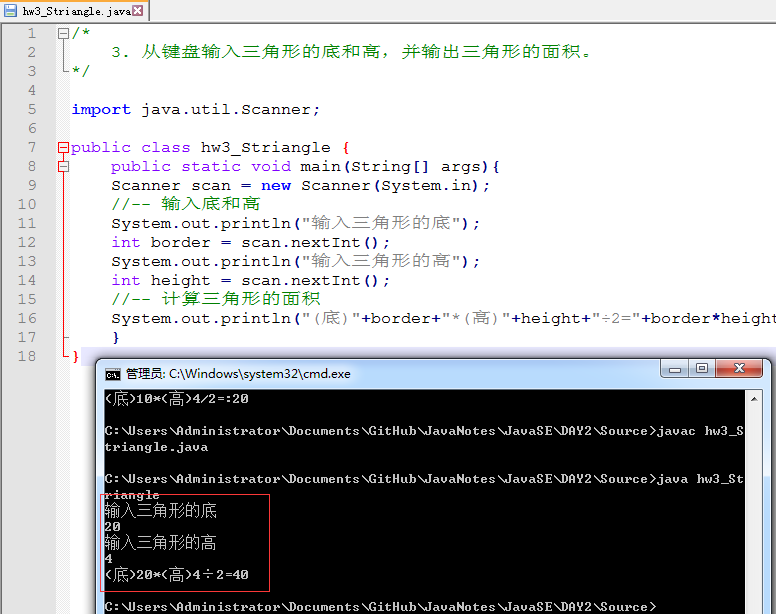 hw3_Striangle.java
1 /*
2 3. 从键盘输入三角形的底和高，并输出三角形的面积。
3 */
4
5 import java.util.Scanner;
6
7 public class hw3_Striangle {
8 public static void main(String[] args){
9 Scanner scan = new Scanner(System.in);
10 //-- 输入底和高
11 System.out.println("输入三角形的底");
12 int border = scan.nextInt();
13 System.out.println("输入三角形的高");
14 int height = scan.nextInt();
15 //-- 计算三角形的面积
16 System.out.println("(底)"+border+"*(高)"+height+"÷2="+border*height
17 }
18 }
管理员: C:\Windows\system32\cmd.exe
(底)10*(高)4/2=:20
C:\Users\Administrator\Documents\GitHub\JavaNotes\JavaSE\DAY2\Source>javac hw3_S
triangle.java
C:\Users\Administrator\Documents\GitHub\JavaNotes\JavaSE\DAY2\Source>java hw3_St
riangle
输入三角形的底
20
输入三角形的高
4
(底)20*(高)4÷2=40
C:\Users\Administrator\Documents\GitHub\JavaNotes\JavaSE\DAY2\Source>